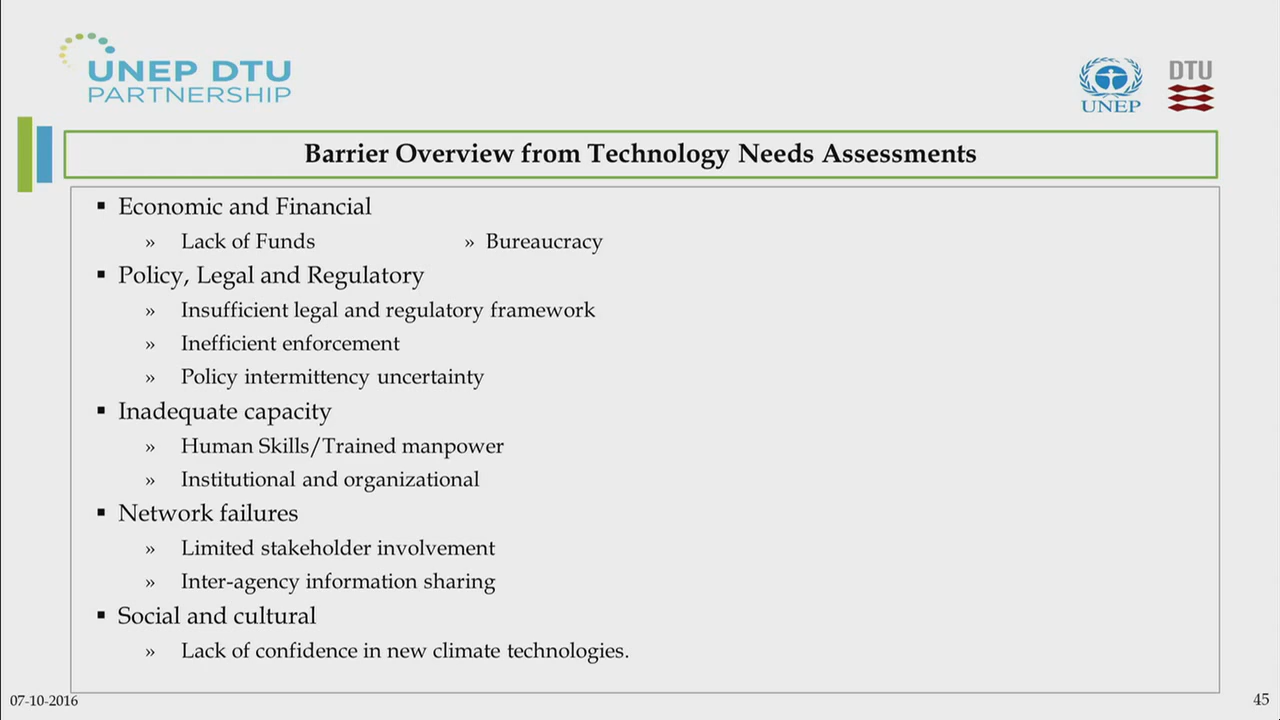 UNEP DTU
PARTNERSHIP
UNEP
DTU
Barrier Overview from Technology Needs Assessments
▪ Economic and Financial
» Lack of Funds » Bureaucracy
▪ Policy, Legal and Regulatory
» Insufficient legal and regulatory framework
» Inefficient enforcement
» Policy intermittency uncertainty
▪ Inadequate capacity
» Human Skills/Trained manpower
» Institutional and organizational
▪ Network failures
» Limited stakeholder involvement
» Inter-agency information sharing
▪ Social and cultural
» Lack of confidence in new climate technologies.
07-10-2016
45